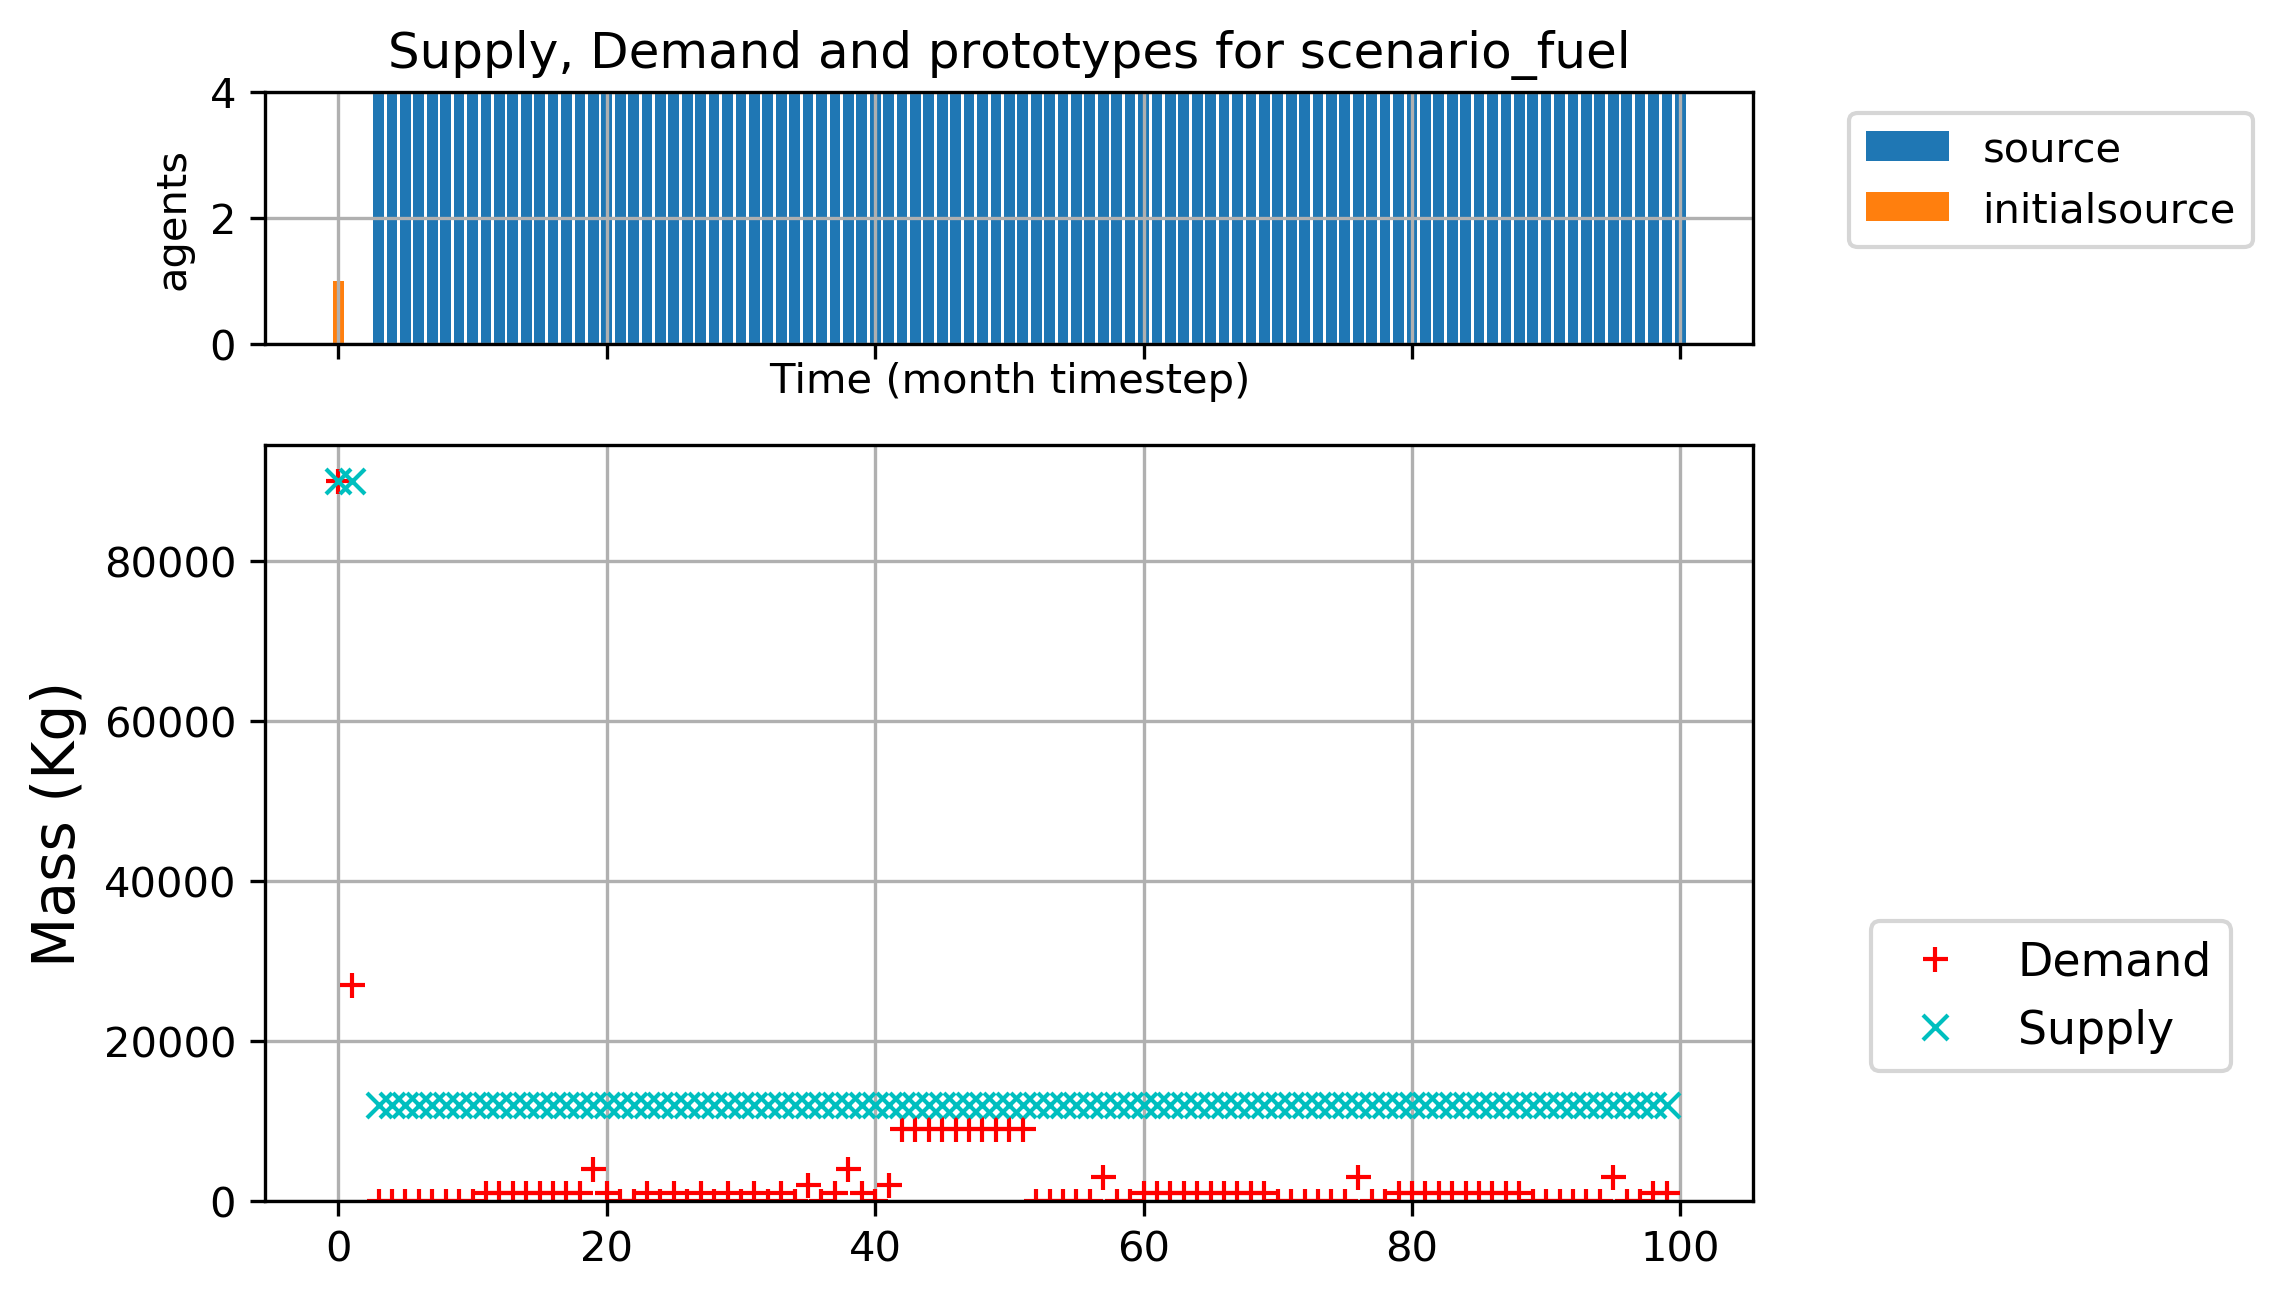 Supply, Demand and prototypes for scenario_fuel
4
2
0
agents
source
initialsource
Time (month timestep)
80000
60000
40000
20000
0
Mass (Kg)
Demand
Supply
0 20 40 60 80 100